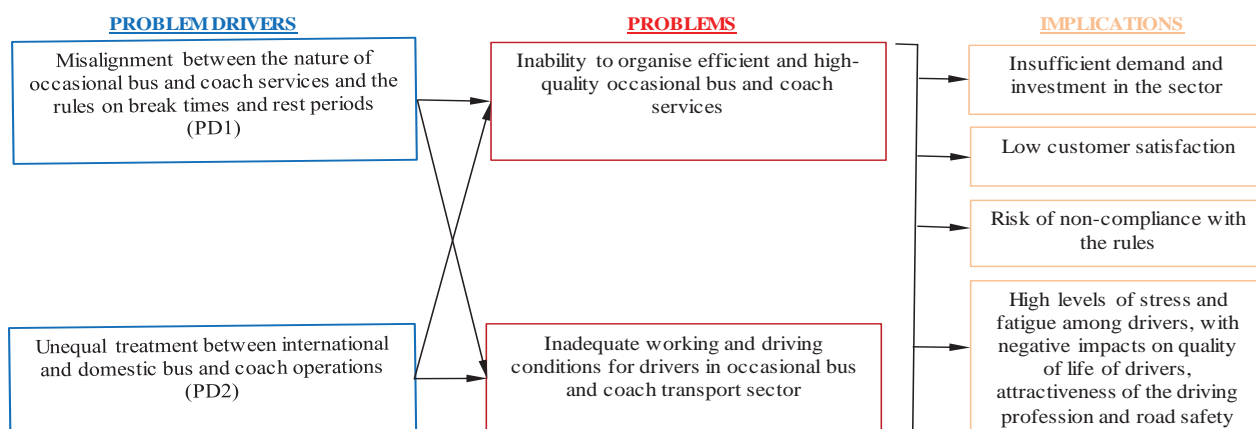 PROBLEM DRIVERS
Misalignment between the nature of
occasional bus and coach services and the
rules on break times and rest periods
(PD1)
Unequal treatment between international
and domestic bus and coach operations
(PD2)
PROBLEMS
Inability to organise efficient and high-
quality occasional bus and coach
services
Inadequate working and driving
conditions for drivers in occasional bus
and coach transport sector
IMPLICATIONS
Insufficient demand and
investment in the sector
Low customer satisfaction
Risk of non-compliance with
the rules
High levels of stress and
fatigue among drivers, with
negative impacts on quality
of life of drivers,
attractiveness of the driving
profession and road safety